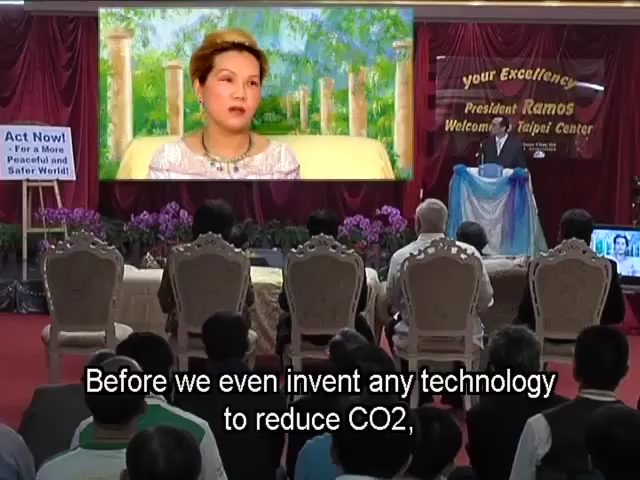 Act Now!
- For a More
Peaceful and
Safer World!
Your Excellency
President Ramos
Welcome to Taipei Center
Before we even invent any technology
to reduce CO2,